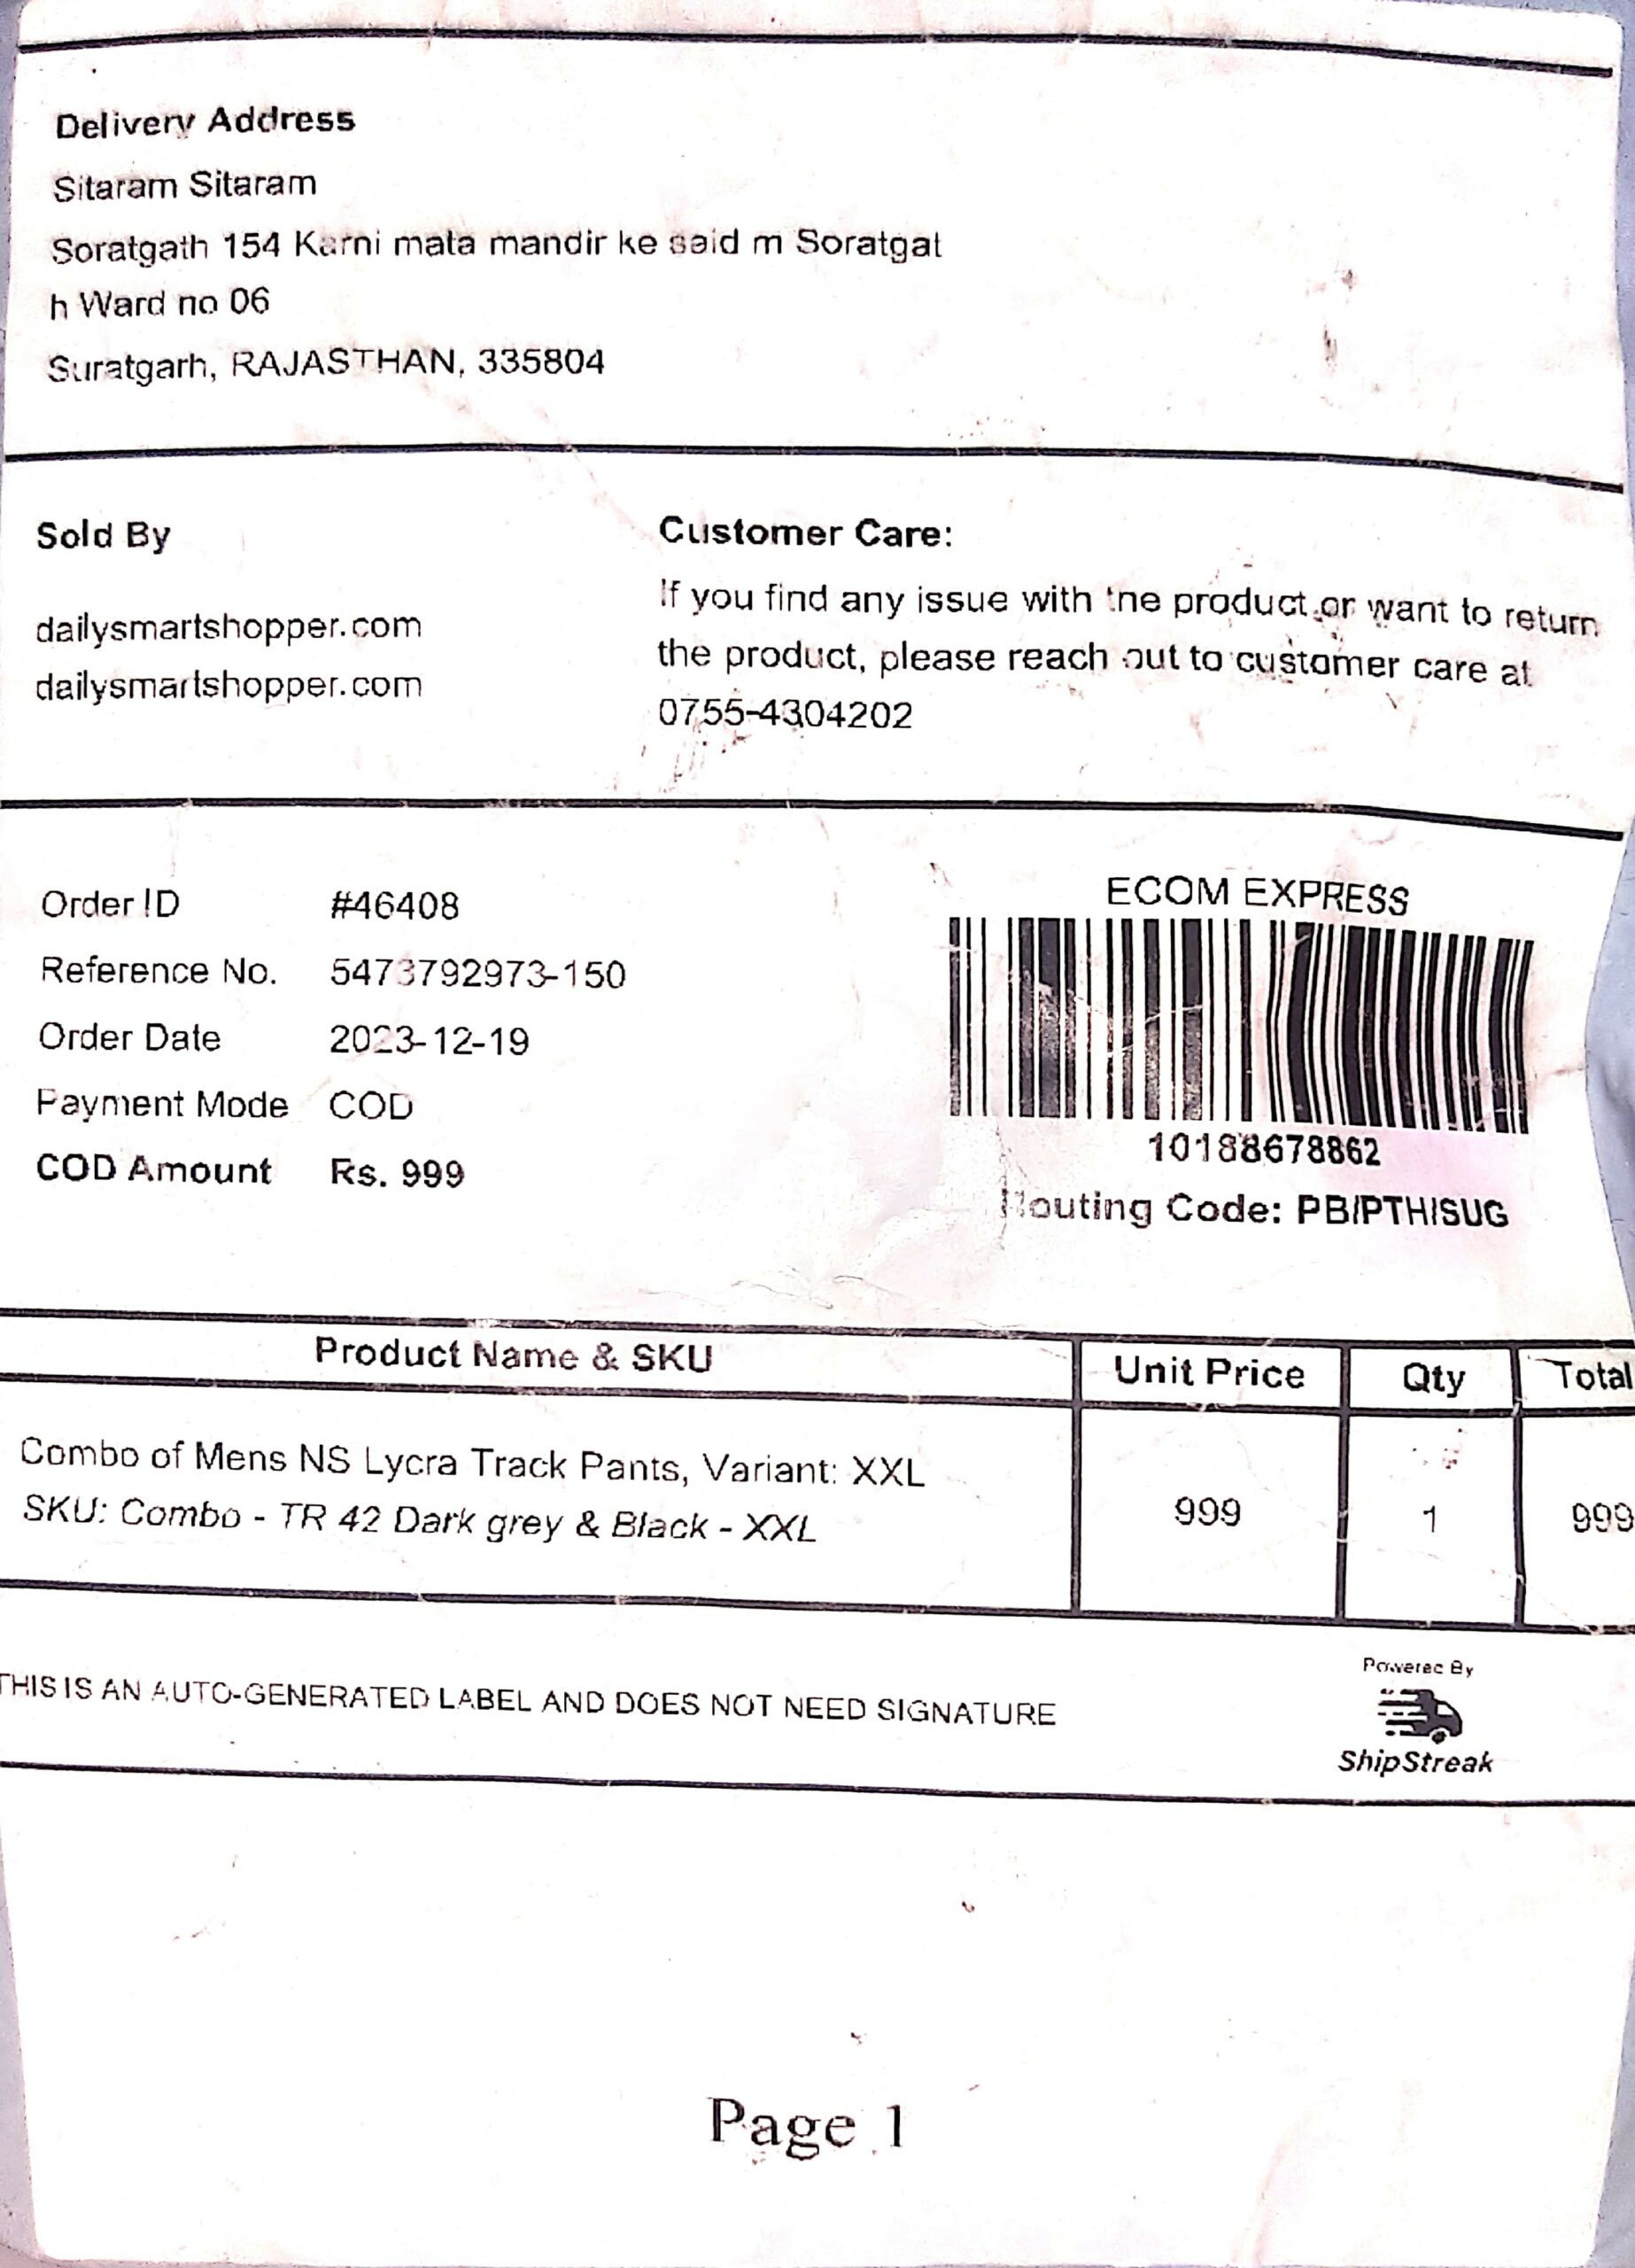 Delivery Address
Sitaram Sitaram
Soratgath 154 Karni mata mandir ke said m Soratgat
h Ward no 06
Suratgarh, RAJASTHAN, 335804
Sold By
dailysmartshopper.com
dailysmartshopper.com
Customer Care:
If you find any issue with the product or want to return
the product, please reach out to customer care at
0755-4304202
Order ID #46408
Reference No. 5473792973-150
Order Date 2023-12-19
Payment Mode COD
COD Amount Rs. 999
ECOM EXPRESS
10188678862
Routing Code: PB/PTH/SUG
Product Name & SKU Unit Price Qty Total
Combo of Mens NS Lycra Track Pants, Variant: XXL
SKU: Combo - TR 42 Dark grey & Black - XXL
999 1 999
THIS IS AN AUTO-GENERATED LABEL AND DOES NOT NEED SIGNATURE
Powered By
ShipStreak
Page 1